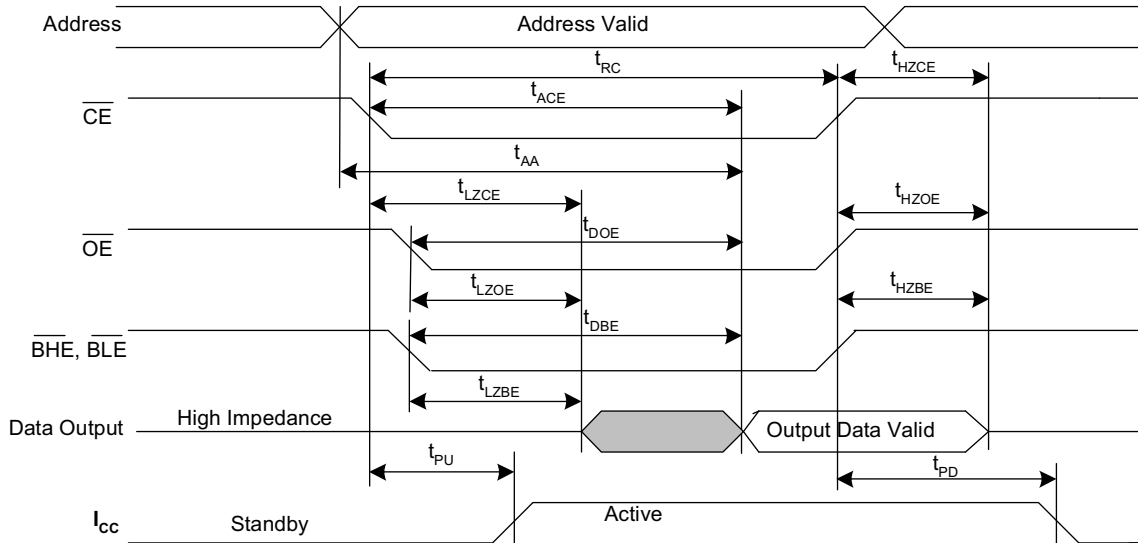 Address
Address Valid
tRC
tHZCE
tACE
CE
tAA
tLZCE
tHZOE
OE
tDOE
tLZOE
tHZBE
tDBE
BHE, BLE
tLZBE
High Impedance
Data Output
Output Data Valid
tPU
tPD
ICC
Standby
Active